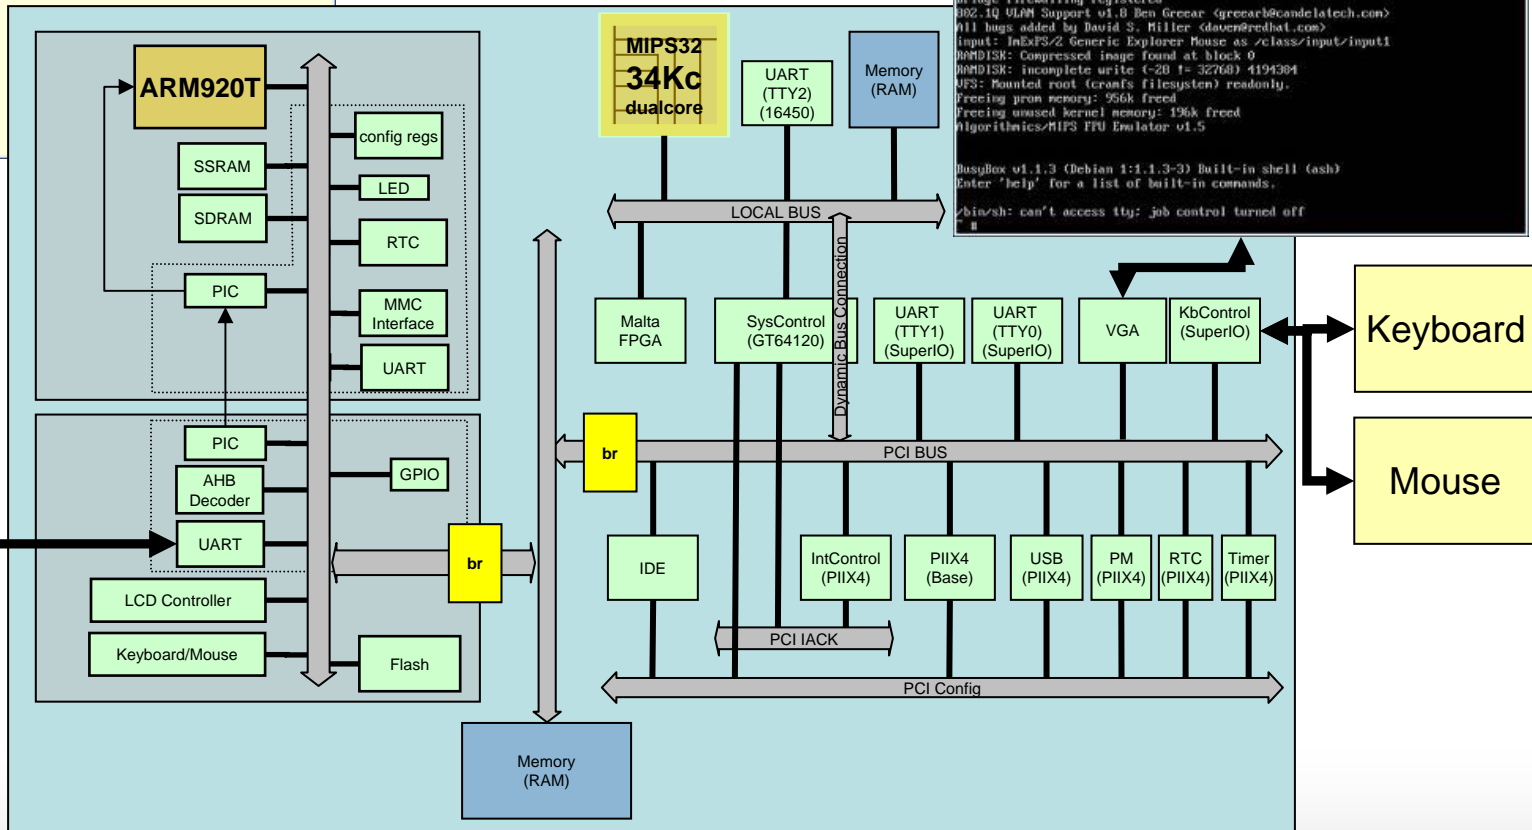 Bridge firewalling registered
802.1Q VLAN Support v1.8 Ben Greear <greearb@candelatech.com>
All bugs added by David S. Miller <davem@redhat.com>
input: ImExPS/2 Generic Explorer Mouse as /class/input/input1
RAMDISK: Compressed image found at block 0
RAMDISK: incomplete write (-28 != 32768) 4194304
VFS: Mounted root (cramfs filesystem) readonly.
Freeing prom memory: 956k freed
Freeing unused kernel memory: 196k freed
Algorithmics/MIPS FPU Emulator v1.5
BusyBox v1.1.3 (Debian 1:1.1.3-3) Built-in shell (ash)
Enter 'help' for a list of built-in commands.
/bin/sh: can't access tty; job control turned off
~ #
ARM920T
config regs
SSRAM
LED
SDRAM
RTC
PIC
MMC
Interface
UART
PIC
GPIO
AHB
Decoder
UART
br
LCD Controller
Keyboard/Mouse
Flash
MIPS32
34Kc
dualcore
UART
(TTY2)
(16450)
Memory
(RAM)
LOCAL BUS
Dynamic Bus Connection
Malta
FPGA
SysControl
(GT64120)
UART
(TTY1)
(SuperIO)
UART
(TTY0)
(SuperIO)
VGA
KbControl
(SuperIO)
Keyboard
Mouse
br
PCI BUS
IDE
IntControl
(PIIX4)
PIIX4
(Base)
USB
(PIIX4)
PM
(PIIX4)
RTC
(PIIX4)
Timer
(PIIX4)
PCI IACK
PCI Config
Memory
(RAM)